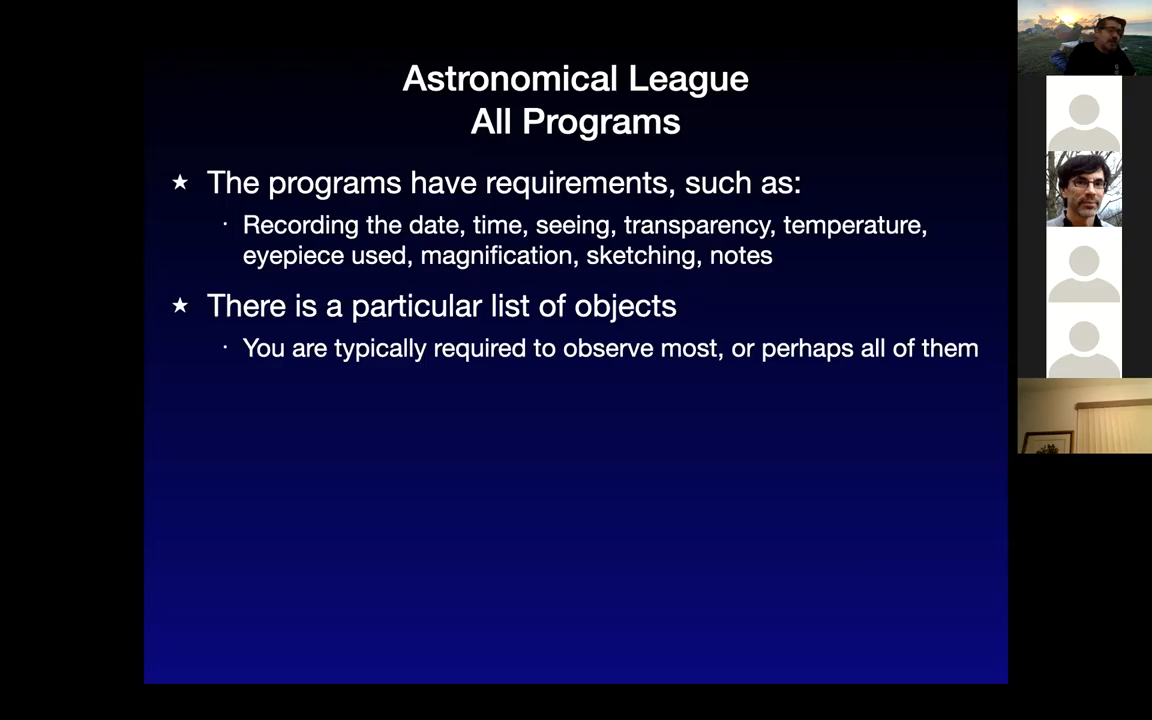 Astronomical League
All Programs
★ The programs have requirements, such as:
· Recording the date, time, seeing, transparency, temperature,
eyepiece used, magnification, sketching, notes
★ There is a particular list of objects
· You are typically required to observe most, or perhaps all of them